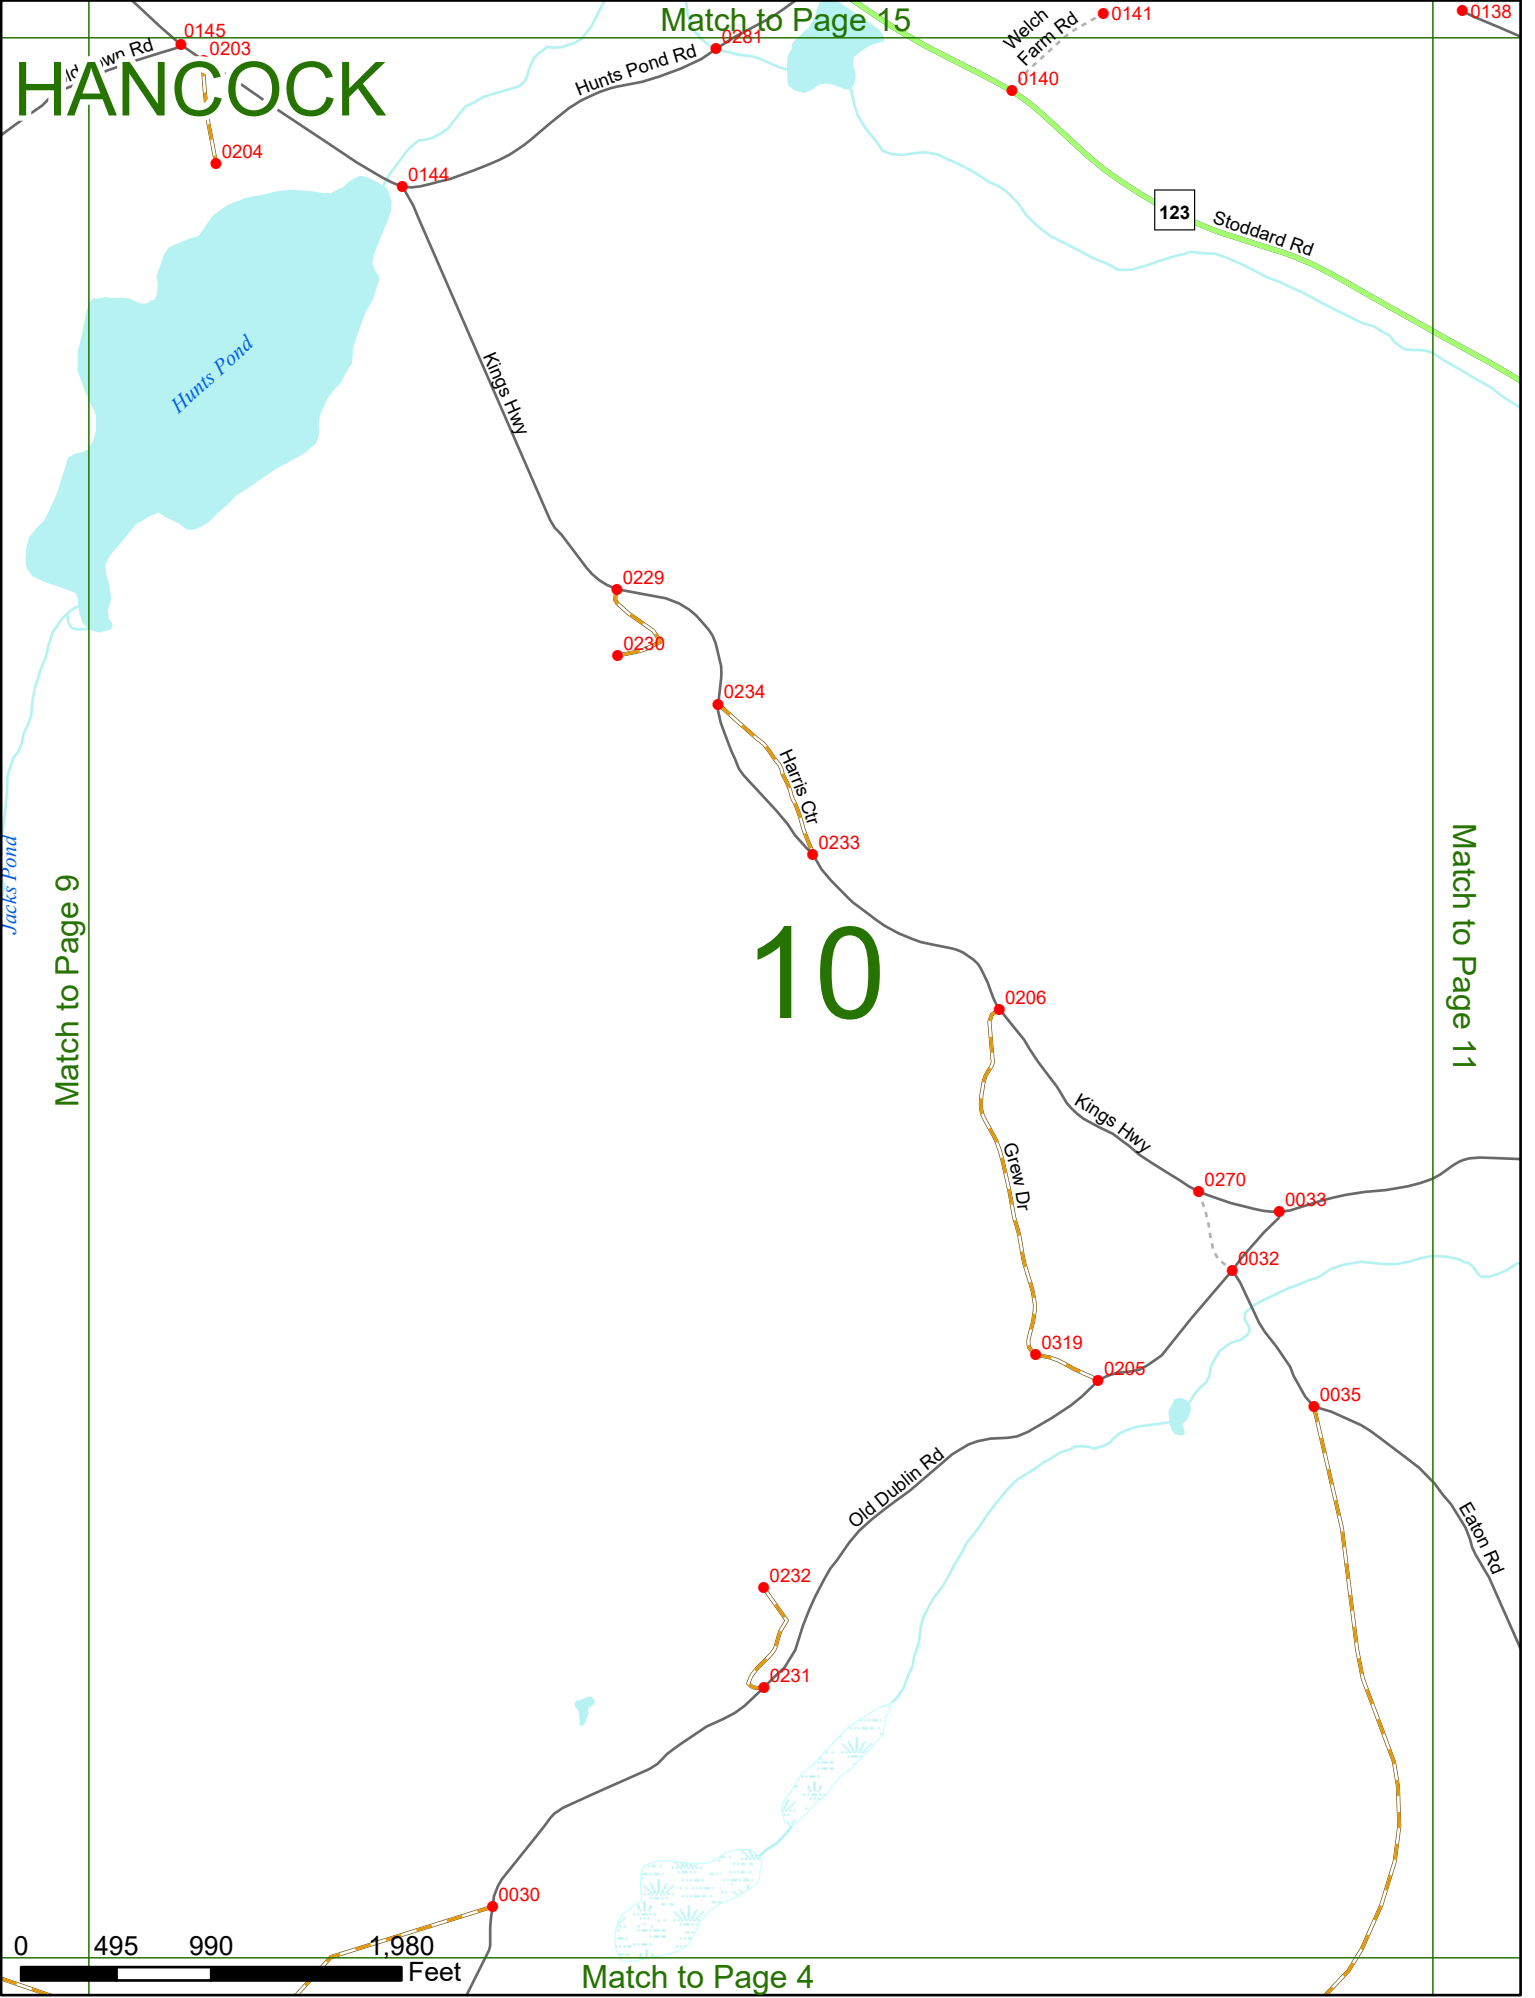 Match to Page 15
0145
0203
0281
Welch
Farm Rd
0141
0138
HANCOCK
Hunts Pond Rd
0140
0204
0144
123
Stoddard Rd
Hunts Pond
Kings Hwy
0229
0230
0234
Harris Ctr
0233
Jacks Pond
Match to Page 9
10
Match to Page 11
0206
Kings Hwy
Grew Dr
0270
0033
0032
0319
0205
0035
Old Dublin Rd
Eaton Rd
0232
0231
0030
0 495 990 1,980
Feet
Match to Page 4